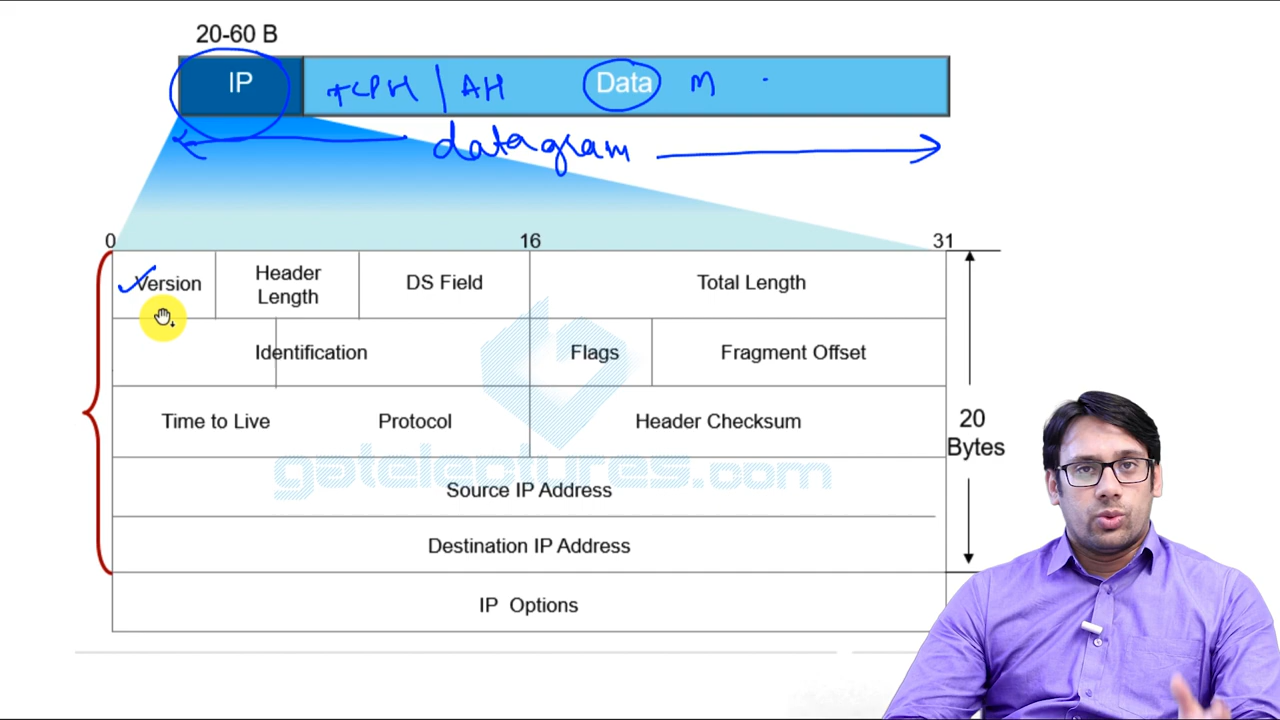 20-60 B
IP TCPH | AH Data M
datagram
0 16 31
Version Header Length DS Field Total Length
Identification Flags Fragment Offset
Time to Live Protocol Header Checksum
20 Bytes
gatelectures.com
Source IP Address
Destination IP Address
IP Options